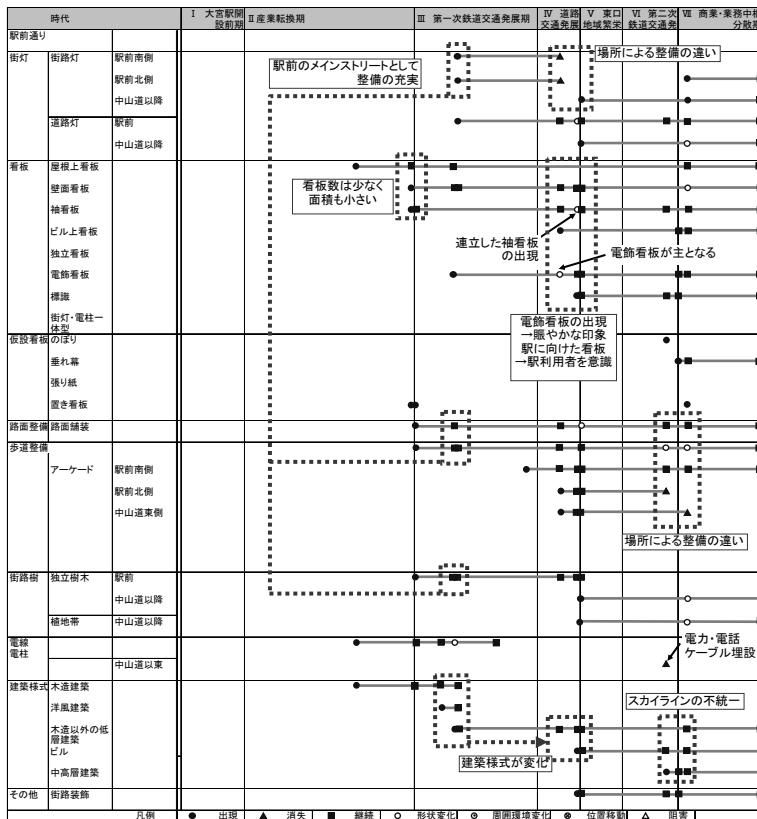 時代
Ⅰ 大宮駅開設前期
Ⅱ産業転換期
Ⅲ 第一次鉄道交通発展期
Ⅳ 道路交通発展
Ⅴ 東口地域繁栄
Ⅵ 第二次鉄道交通発
Ⅶ 商業・業務中枢分散期
駅前通り
街灯 街路灯 駅前南側
駅前北側
中山道以降
道路灯 駅前
中山道以降
駅前のメインストリートとして
整備の充実
場所による整備の違い
看板 屋根上看板
壁面看板
袖看板
ビル上看板
独立看板
電飾看板
標識
街灯・電柱一
体型
看板数は少なく
面積も小さい
連立した袖看板
の出現
電飾看板が主となる
電飾看板の出現
→賑やかな印象
駅に向けた看板
→駅利用者を意識
仮設看板 のぼり
垂れ幕
張り紙
置き看板
路面整備 路面舗装
歩道整備
アーケード 駅前南側
駅前北側
中山道東側
場所による整備の違い
街路樹 独立樹木 駅前
中山道以降
植地帯 中山道以降
電線
電柱
中山道以東
電力・電話
ケーブル埋設
建築様式 木造建築
洋風建築
木造以外の低
層建築
ビル
中高層建築
スカイラインの不統一
建築様式が変化
その他 街路装飾
凡例 ● 出現 ▲ 消失 ■ 継続 ○ 形状変化 ⊙ 周囲環境変化 ⊗ 位置移動 △ 阻害